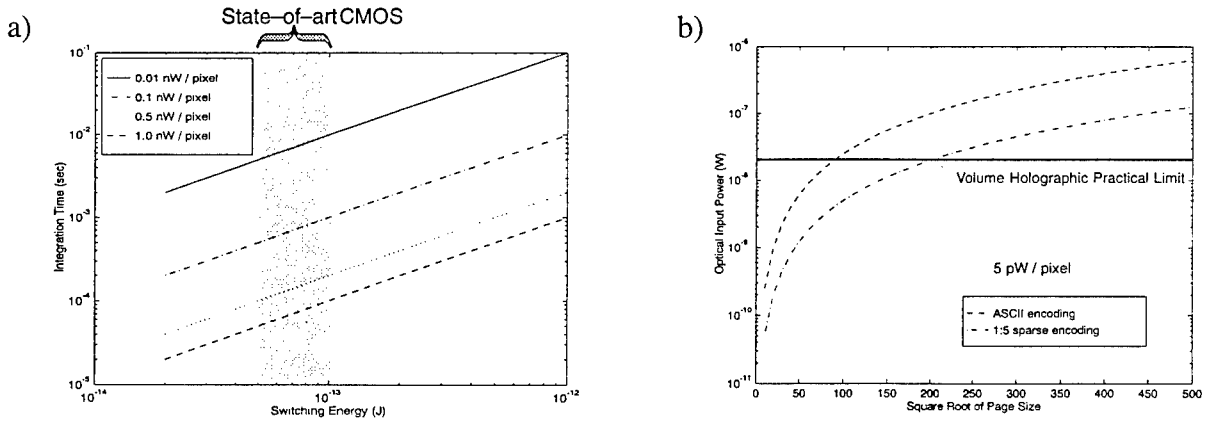 a)
State–of–art CMOS
10^-1
10^-2
10^-3
10^-4
10^-5
Integration Time (sec)
0.01 nW / pixel
0.1 nW / pixel
0.5 nW / pixel
1.0 nW / pixel
10^-14
10^-13
10^-12
Switching Energy (J)
b)
10^-6
10^-7
10^-8
10^-9
10^-10
10^-11
Optical Input Power (W)
Volume Holographic Practical Limit
5 pW / pixel
ASCII encoding
1:5 sparse encoding
0 50 100 150 200 250 300 350 400 450 500
Square Root of Page Size